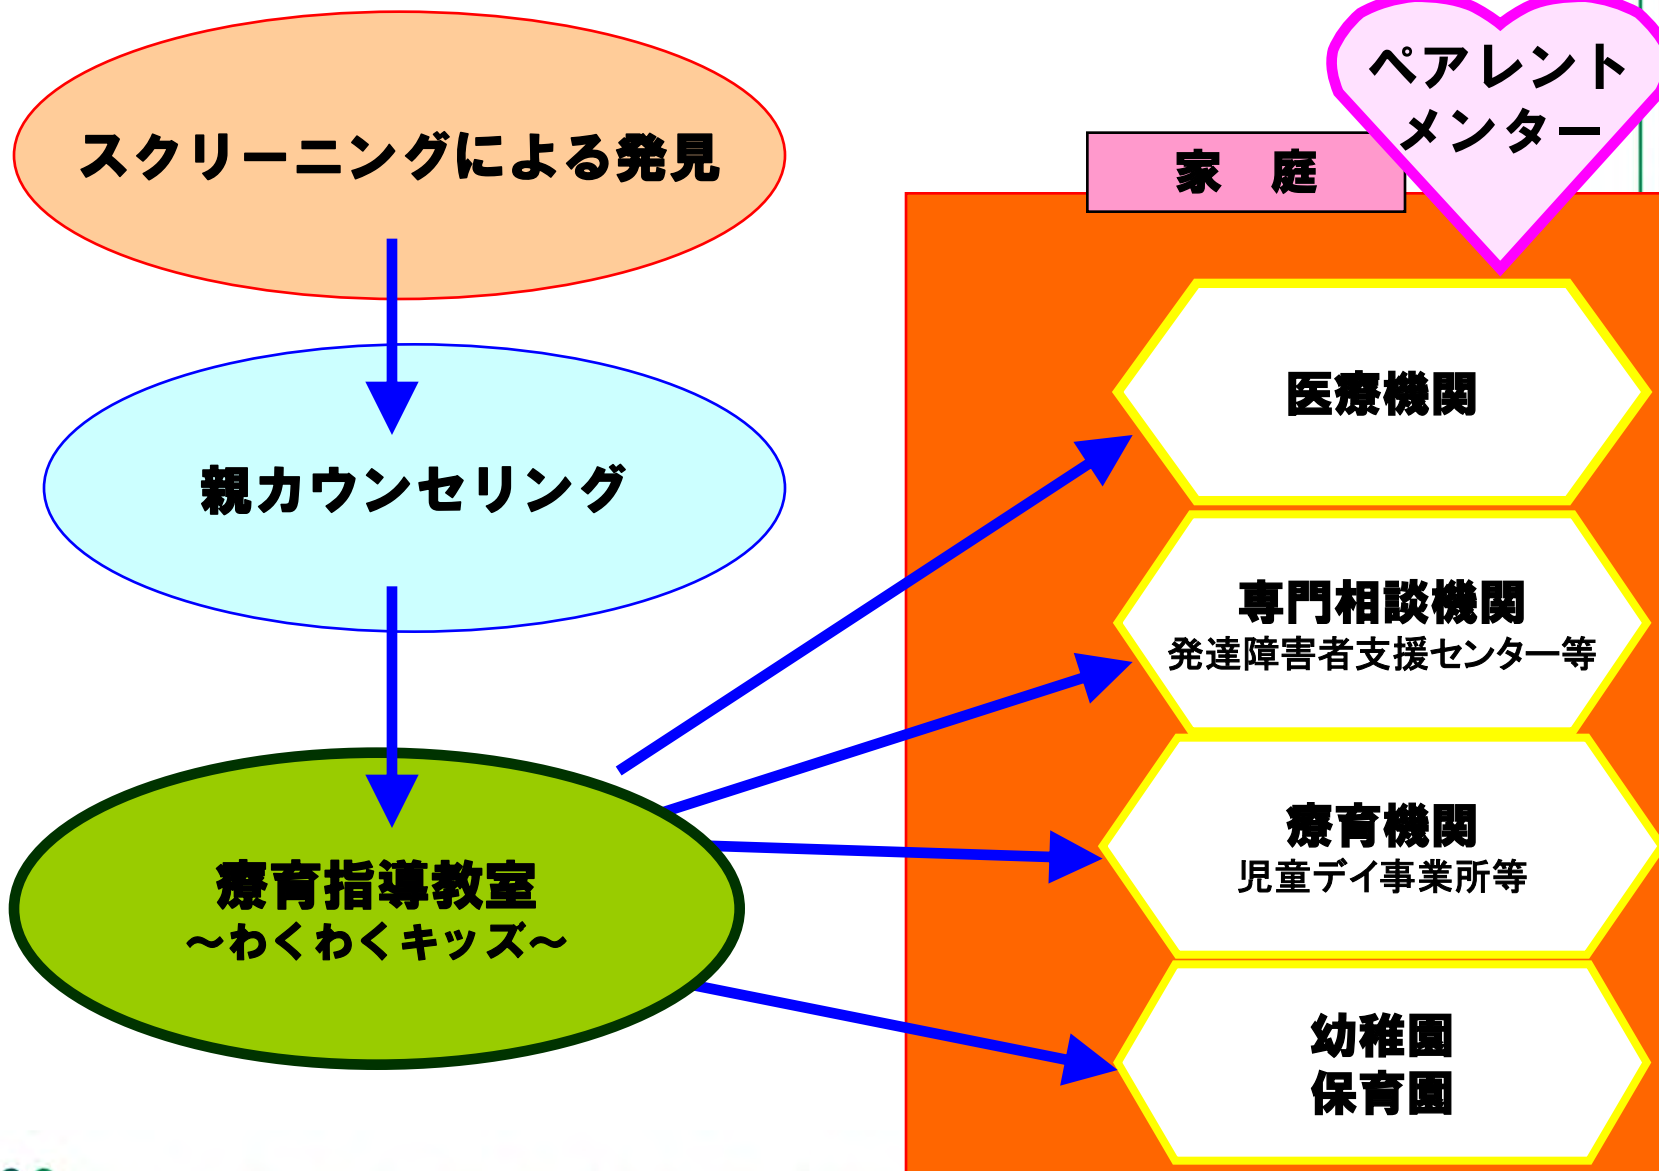 スクリーニングによる発見
親カウンセリング
療育指導教室
～わくわくキッズ～
ペアレント
メンター
家　庭
医療機関
専門相談機関
発達障害者支援センター等
療育機関
児童デイ事業所等
幼稚園
保育園